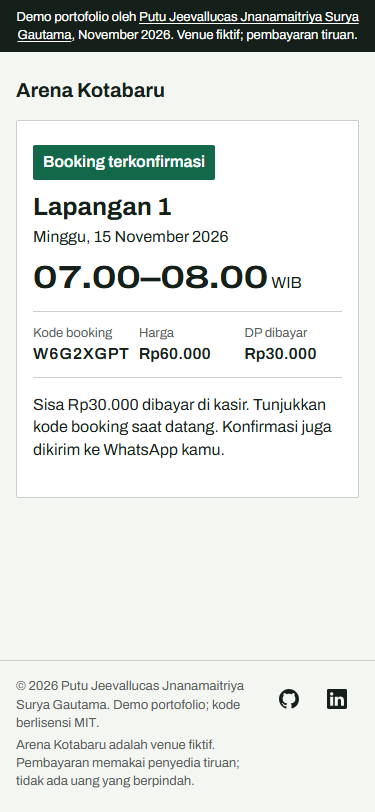 Demo portofolio oleh Putu Jeevallucas Jnanamaitriya Surya
Gautama, November 2026. Venue fiktif; pembayaran tiruan.
Arena Kotabaru
Booking terkonfirmasi
Lapangan 1
Minggu, 15 November 2026
07.00–08.00 WIB
Kode booking Harga DP dibayar
W6G2XGPT Rp60.000 Rp30.000
Sisa Rp30.000 dibayar di kasir. Tunjukkan
kode booking saat datang. Konfirmasi juga
dikirim ke WhatsApp kamu.
© 2026 Putu Jeevallucas Jnanamaitriya
Surya Gautama. Demo portofolio; kode
berlisensi MIT.
Arena Kotabaru adalah venue fiktif.
Pembayaran memakai penyedia tiruan;
tidak ada uang yang berpindah.
in